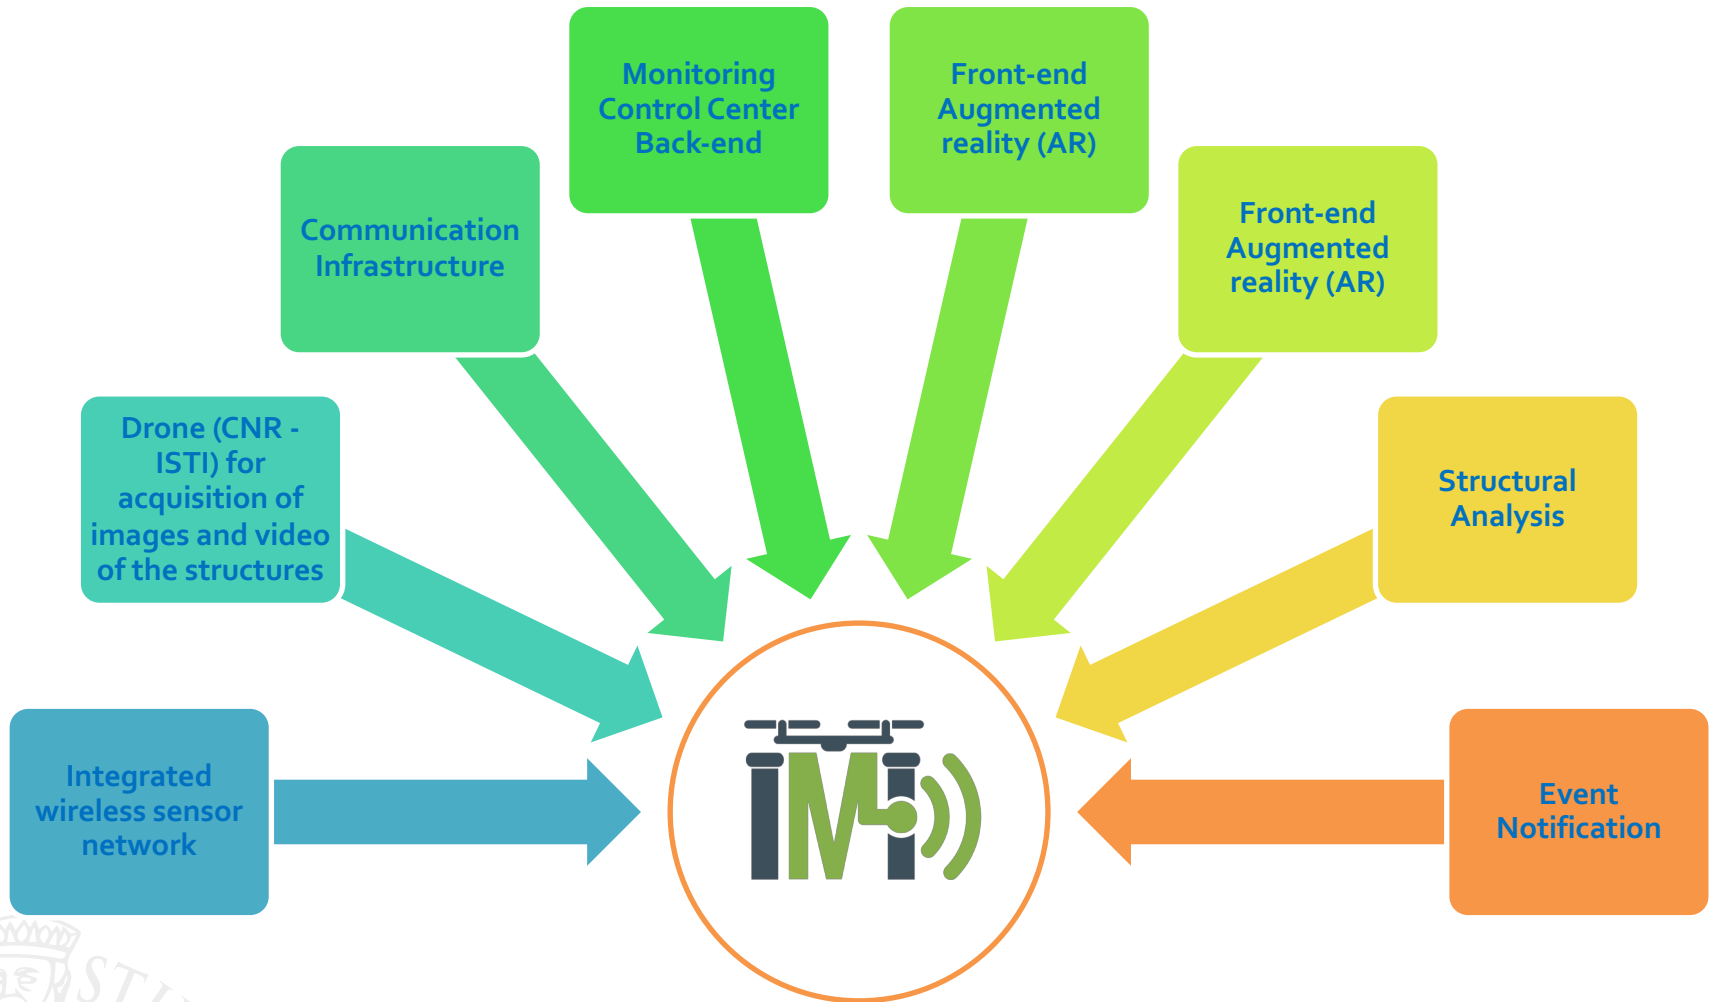 Monitoring
Control Center
Back-end
Front-end
Augmented
reality (AR)
Communication
Infrastructure
Front-end
Augmented
reality (AR)
Drone (CNR -
ISTI) for
acquisition of
images and video
of the structures
Structural
Analysis
Integrated
wireless sensor
network
Event
Notification